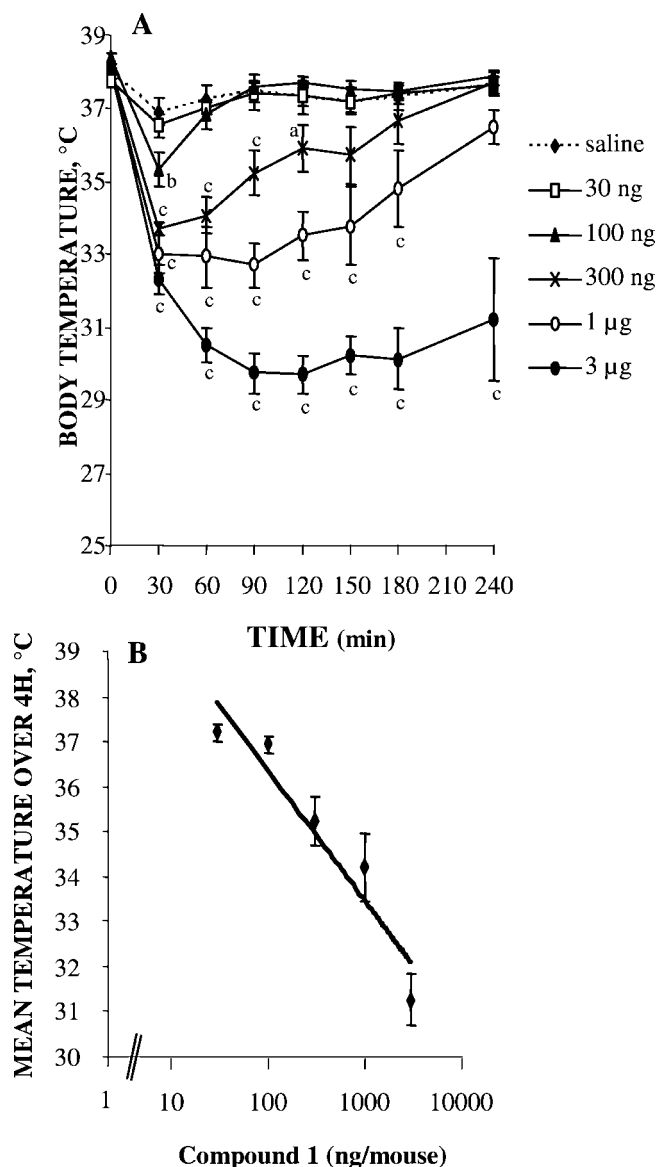 A
BODY TEMPERATURE, °C
39
37
35
33
31
29
27
25
0 30 60 90 120 150 180 210 240
TIME (min)
b
c
c
c
a
c
c
c
c
c
c
c
c
c
c
c
c
c
saline
30 ng
100 ng
300 ng
1 µg
3 µg
B
MEAN TEMPERATURE OVER 4H, °C
39
38
37
36
35
34
33
32
31
30
1 10 100 1000 10000
Compound 1 (ng/mouse)